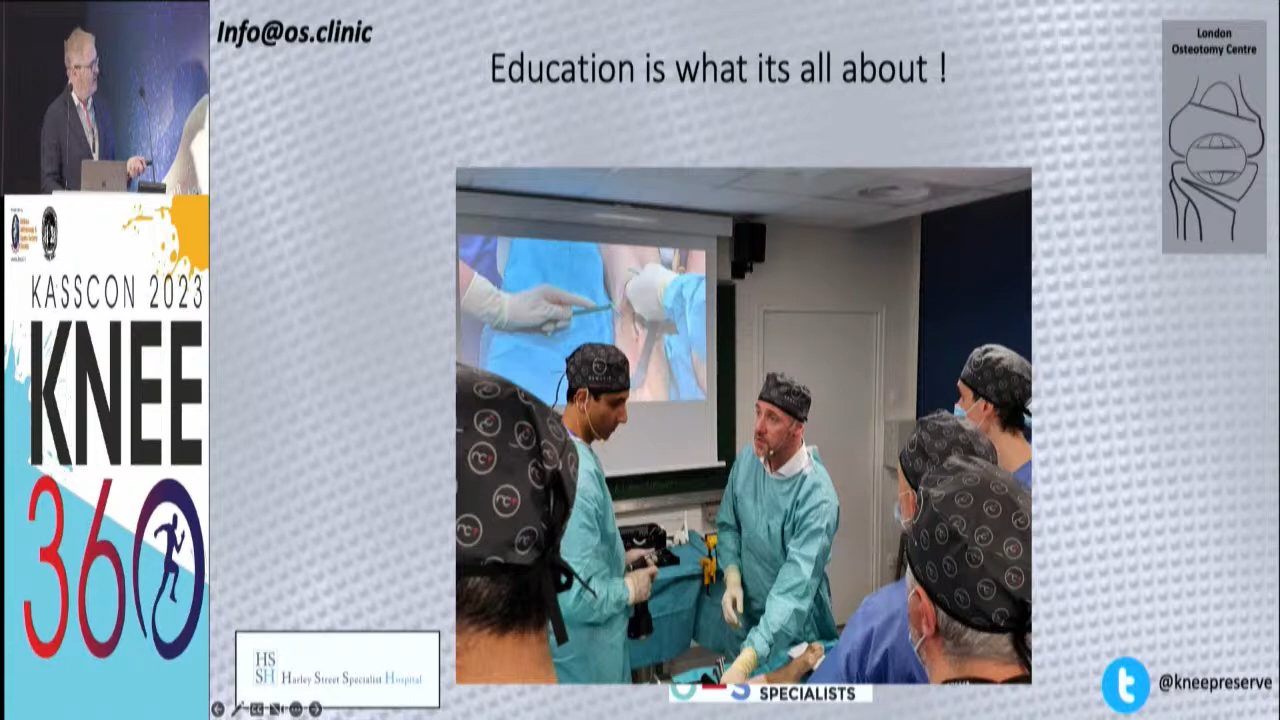 Info@os.clinic
Education is what its all about !
London
Osteotomy Centre
KASSCON 2023
KNEE
360
HS
SH
Harley Street Specialist Hospital
SPECIALISTS
@kneepreserve